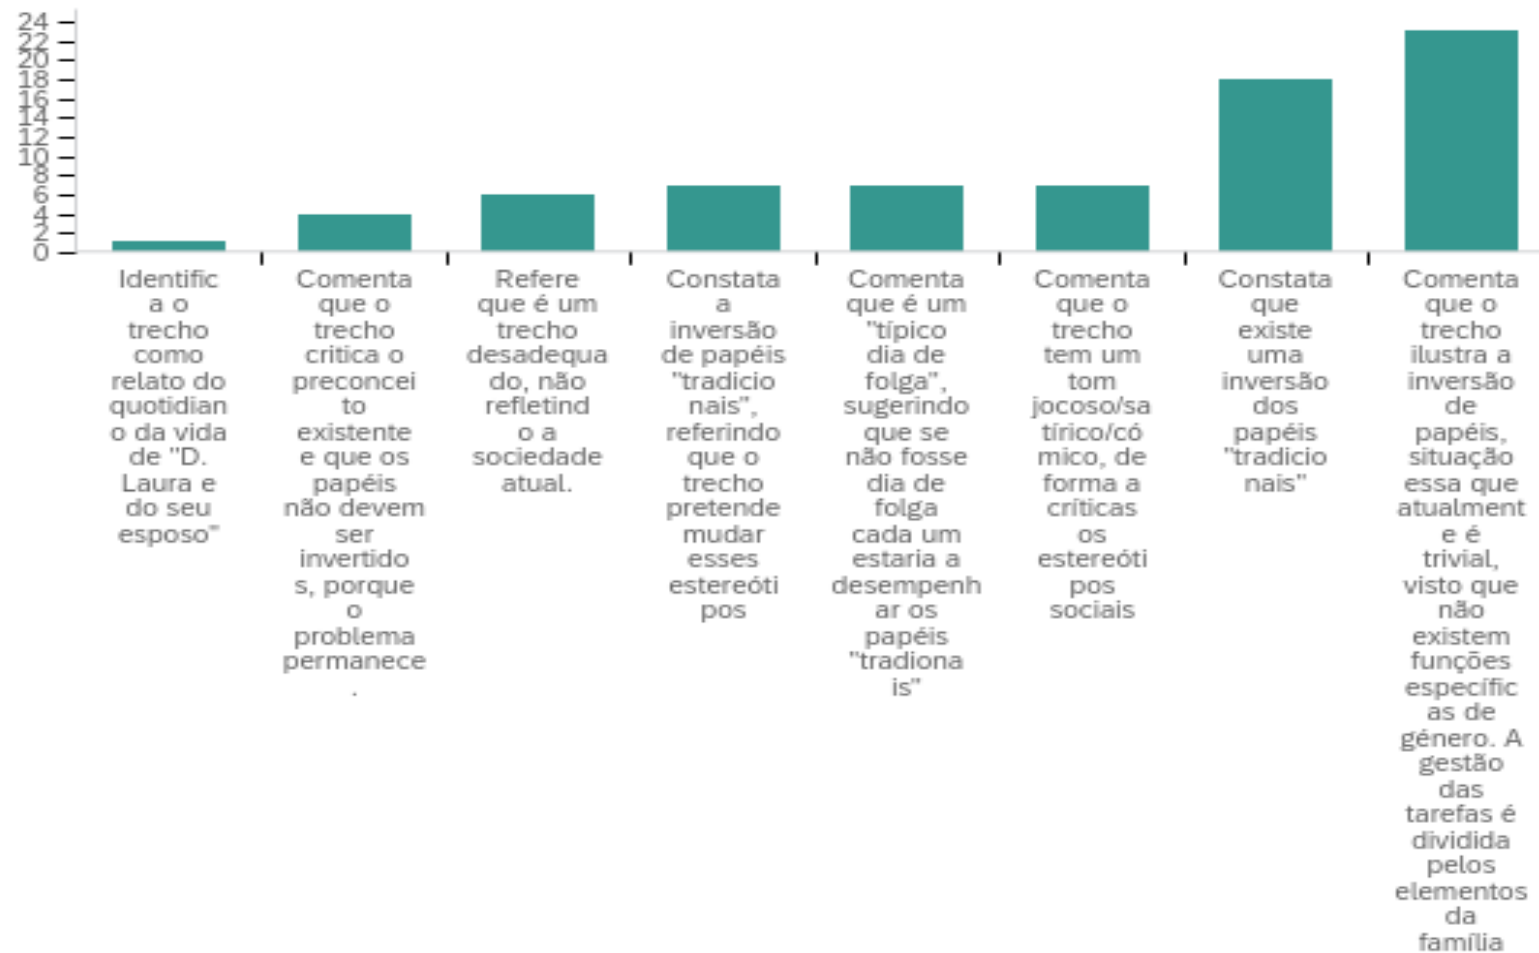 24
22
20
18
16
14
12
10
8
6
4
2
0
Identific
a o
trecho
como
relato do
quotidian
o da vida
de "D.
Laura e
do seu
esposo"
Comenta
que o
trecho
critica o
preconcei
to
existente
e que os
papéis
não devem
ser
invertido
s, porque
o
problema
permanece
.
Refere
que é um
trecho
desadequa
do, não
refletind
o a
sociedade
atual.
Constata
a
inversão
de papéis
"tradicio
nais",
referindo
que o
trecho
pretende
mudar
esses
estereóti
pos
Comenta
que é um
"típico
dia de
folga",
sugerindo
que se
não fosse
dia de
folga
cada um
estaria a
desempenh
ar os
papéis
"tradiona
is"
Comenta
que o
trecho
tem um
tom
jocoso/sa
tírico/có
mico, de
forma a
críticas
os
estereóti
pos
sociais
Constata
que
existe
uma
inversão
dos
papéis
"tradicio
nais"
Comenta
que o
trecho
ilustra a
inversão
de
papéis,
situação
essa que
atualment
e é
trivial,
visto que
não
existem
funções
específic
as de
género. A
gestão
das
tarefas é
dividida
pelos
elementos
da
família